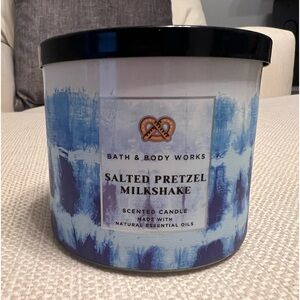 BATH & BODY WORKS
SALTED PRETZEL
MILKSHAKE
SCENTED CANDLE
MADE WITH
NATURAL ESSENTIAL OILS